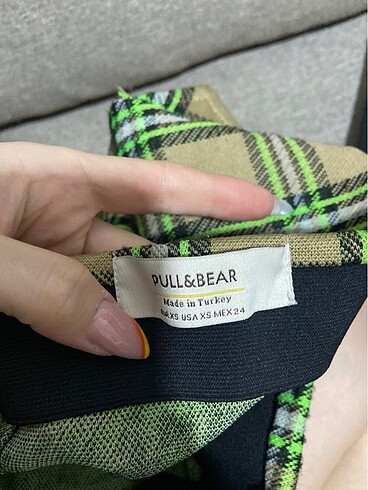 PULL&BEAR
Made in Turkey
EUR XS USA XS MEX 24